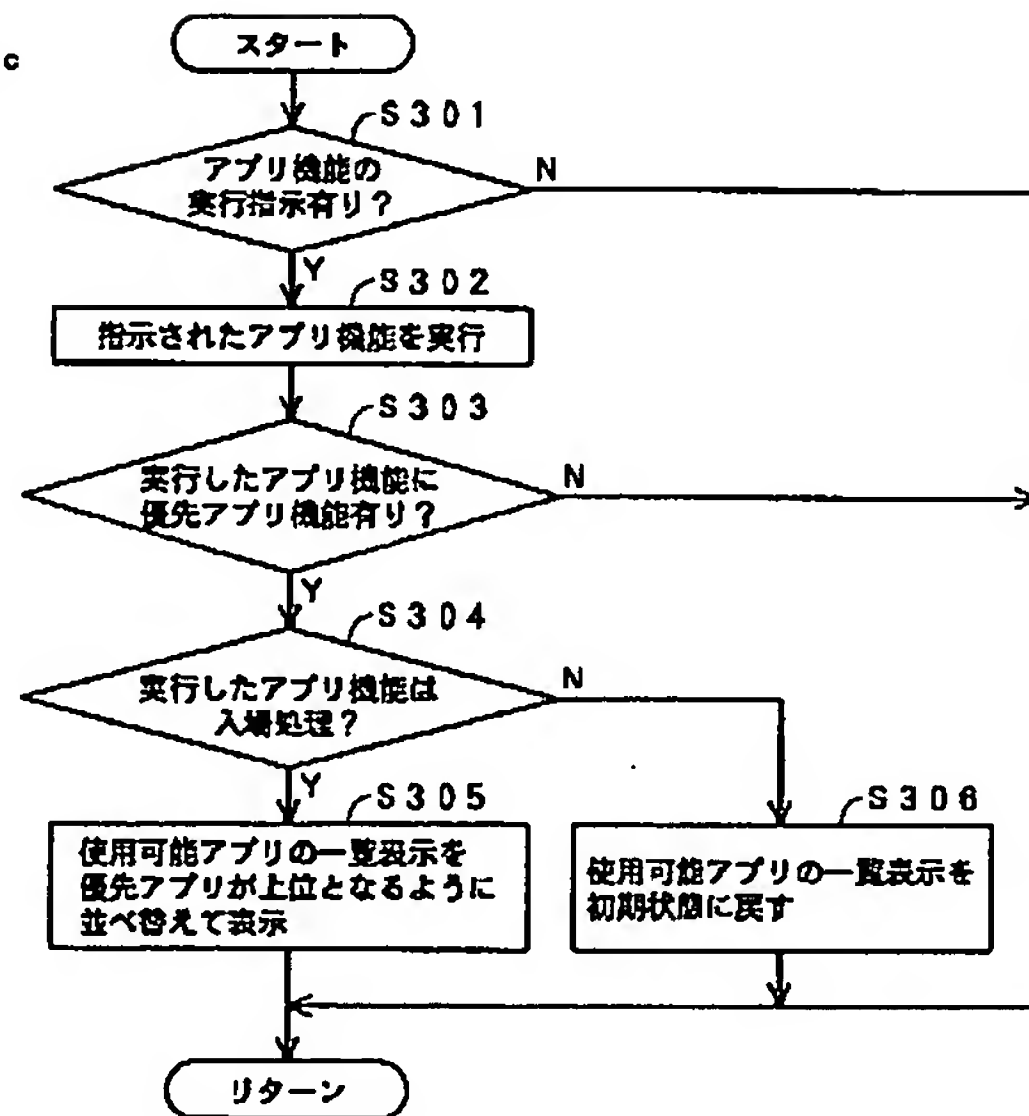 c
スタート
S301
アプリ機能の
実行指示有り？
N
Y
S302
指示されたアプリ機能を実行
S303
実行したアプリ機能に
優先アプリ機能有り？
N
Y
S304
実行したアプリ機能は
入場処理？
N
Y
S305
使用可能アプリの一覧表示を
優先アプリが上位となるように
並べ替えて表示
S306
使用可能アプリの一覧表示を
初期状態に戻す
リターン